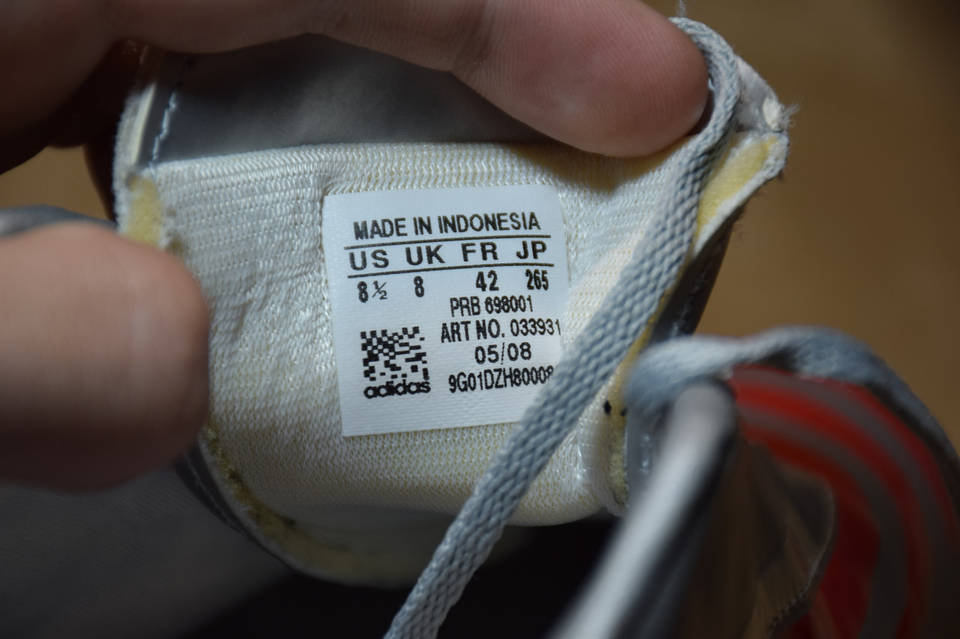 MADE IN INDONESIA
US UK FR JP
8½ 8 42 265
PRB 698001
ART NO. 033931
05/08
adidas 9G01DZH80008